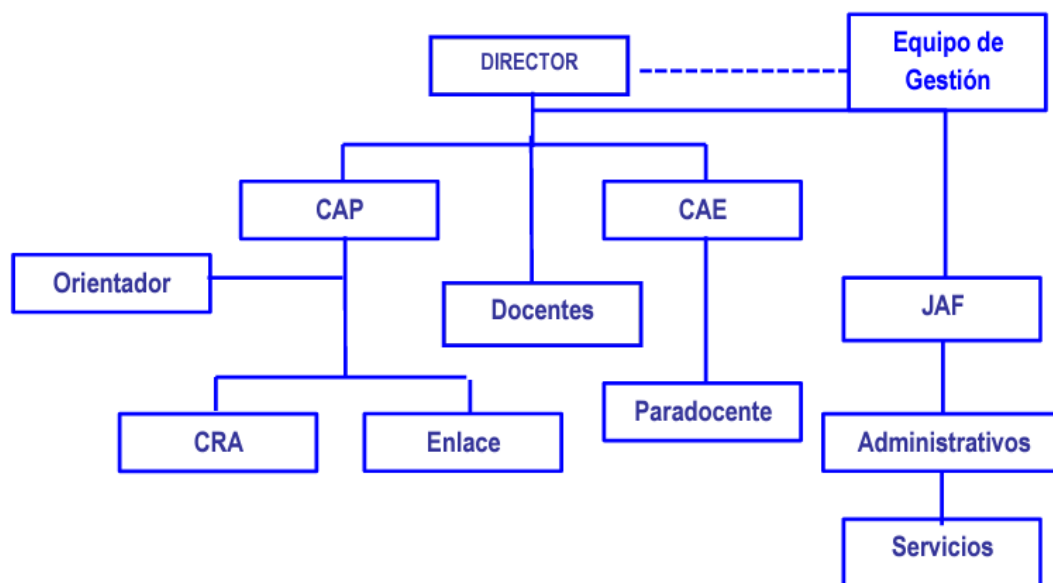 DIRECTOR
Equipo de
Gestión
CAP
CAE
Orientador
Docentes
JAF
CRA
Enlace
Paradocente
Administrativos
Servicios